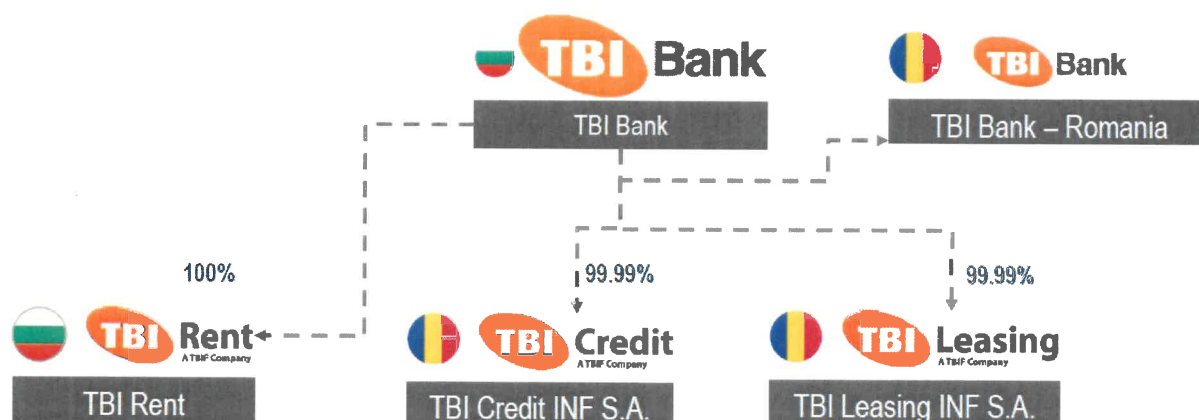 TBI Bank
TBI Bank
TBI Bank
TBI Bank – Romania
100%
99.99%
99.99%
TBI Rent
A TBIF Company
TBI Credit
A TBIF Company
TBI Leasing
A TBIF Company
TBI Rent
TBI Credit INF S.A.
TBI Leasing INF S.A.